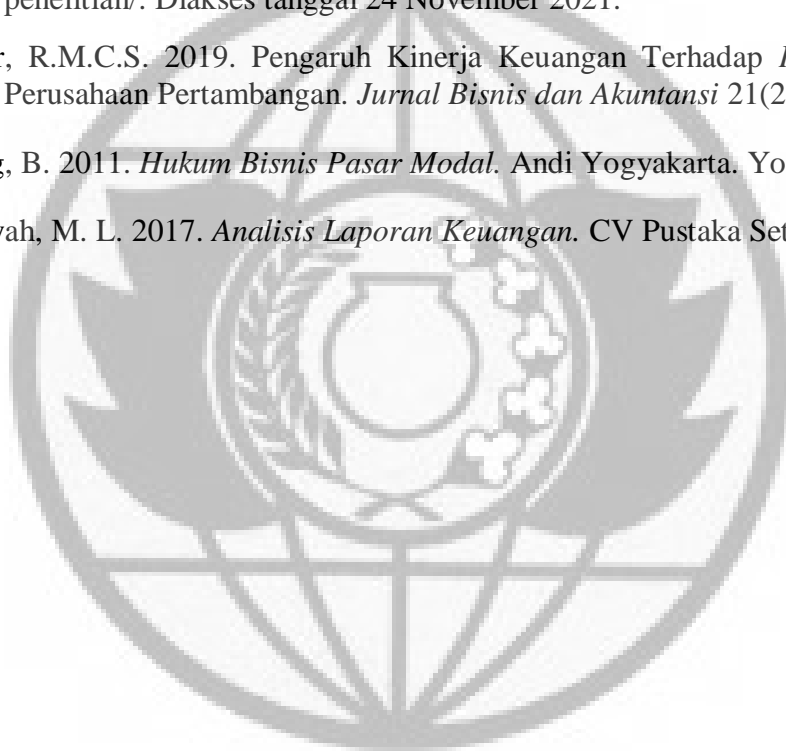 penelitian/. Diakses tanggal 24 November 2021.
R.M.C.S. 2019. Pengaruh Kinerja Keuangan Terhadap
Perusahaan Pertambangan. Jurnal Bisnis dan Akuntansi 21(2
B. 2011. Hukum Bisnis Pasar Modal. Andi Yogyakarta. Yo
M. L. 2017. Analisis Laporan Keuangan. CV Pustaka Set